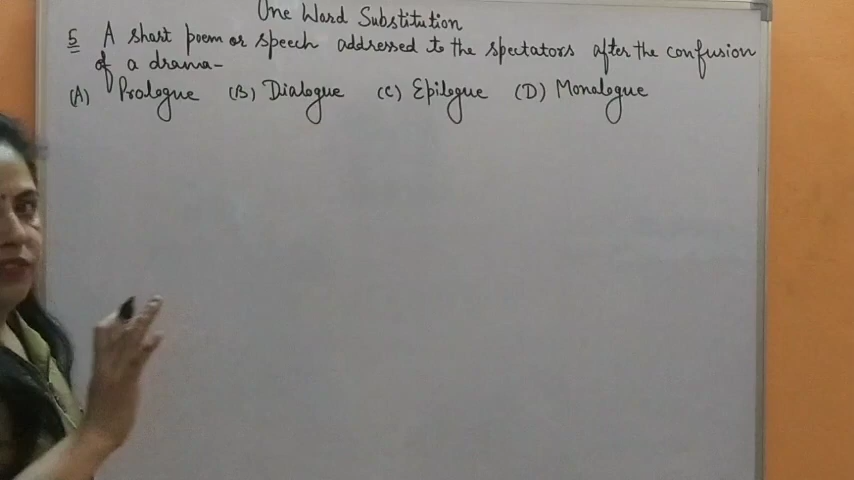 One Word Substitution
5 A short poem or speech addressed to the spectators after the confusion
of a drama-
(A) Prologue (B) Dialogue (C) Epilogue (D) Monologue